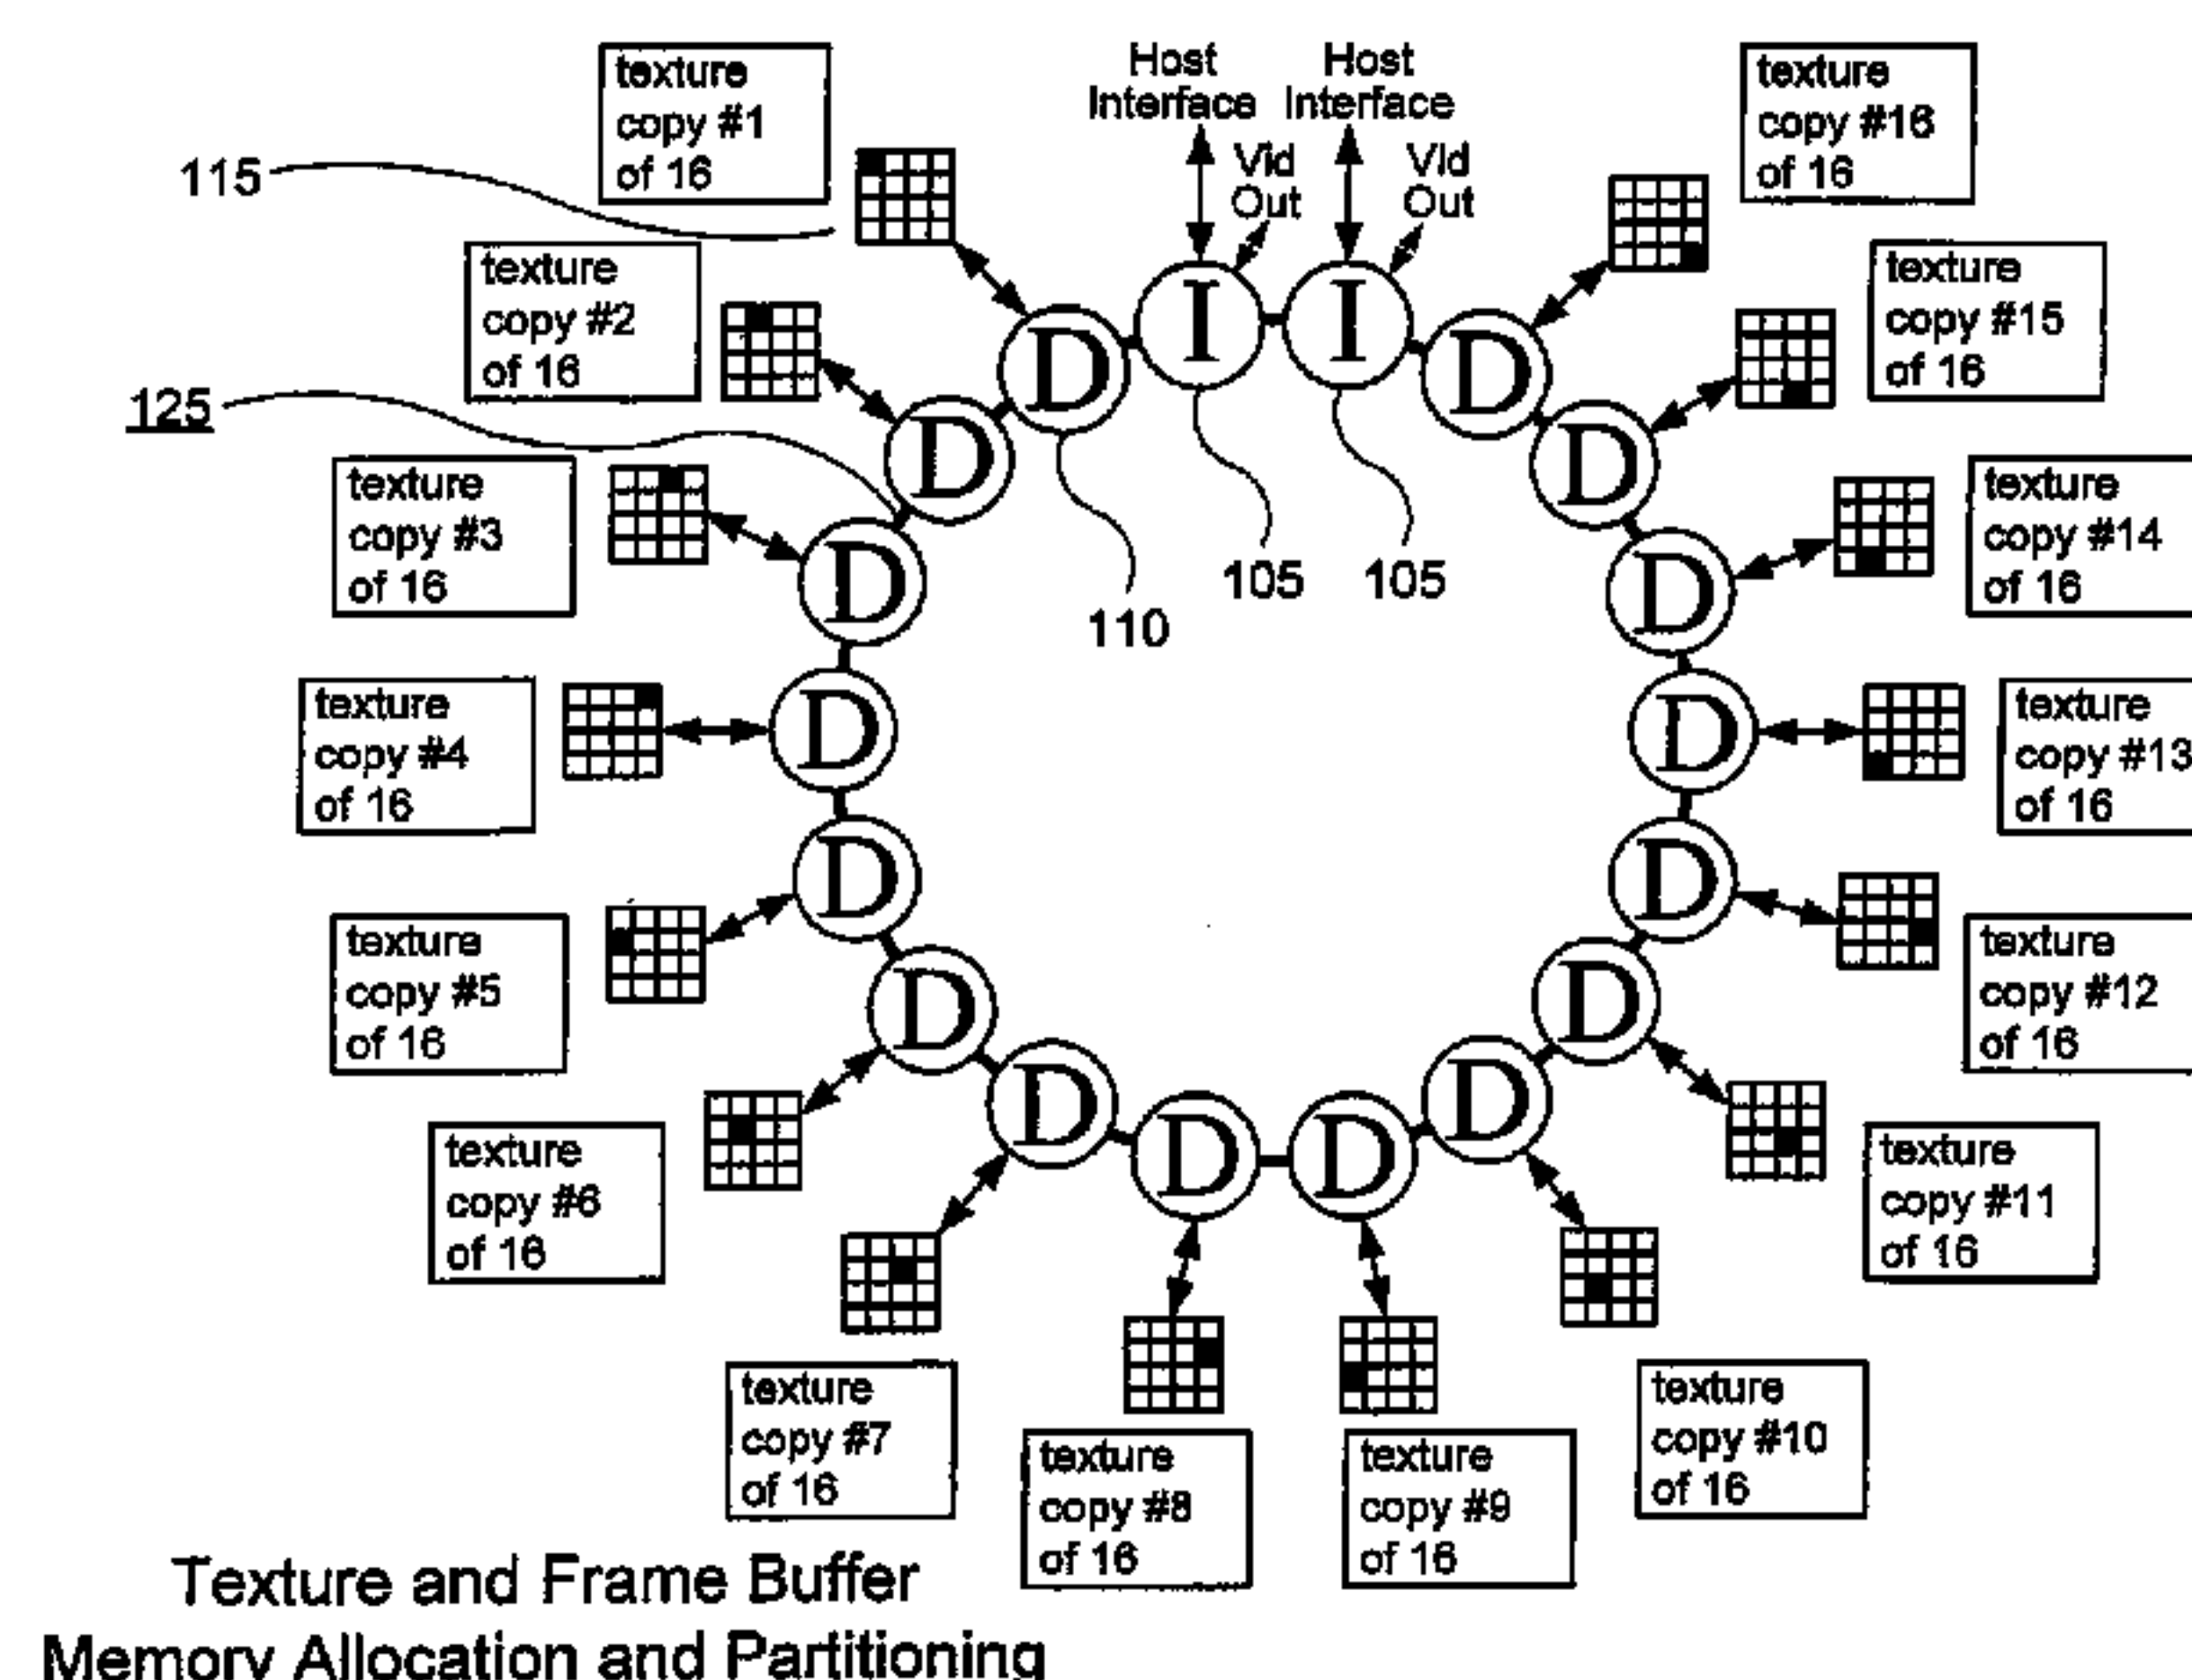 texture
copy #1
of 16
Host
Interface
Host
Interface
Vid
Out
Vid
Out
texture
copy #16
of 16
115
texture
copy #2
of 16
texture
copy #15
of 16
I
I
D
D
125
D
D
texture
copy #3
of 16
texture
copy #14
of 16
D
D
105
105
110
texture
copy #4
of 16
D
D
texture
copy #13
of 16
D
D
texture
copy #5
of 16
texture
copy #12
of 16
D
D
D
D
D
D
texture
copy #6
of 16
texture
copy #11
of 16
texture
copy #7
of 16
texture
copy #8
of 16
texture
copy #9
of 16
texture
copy #10
of 16
Texture and Frame Buffer
Memory Allocation and Partitioning